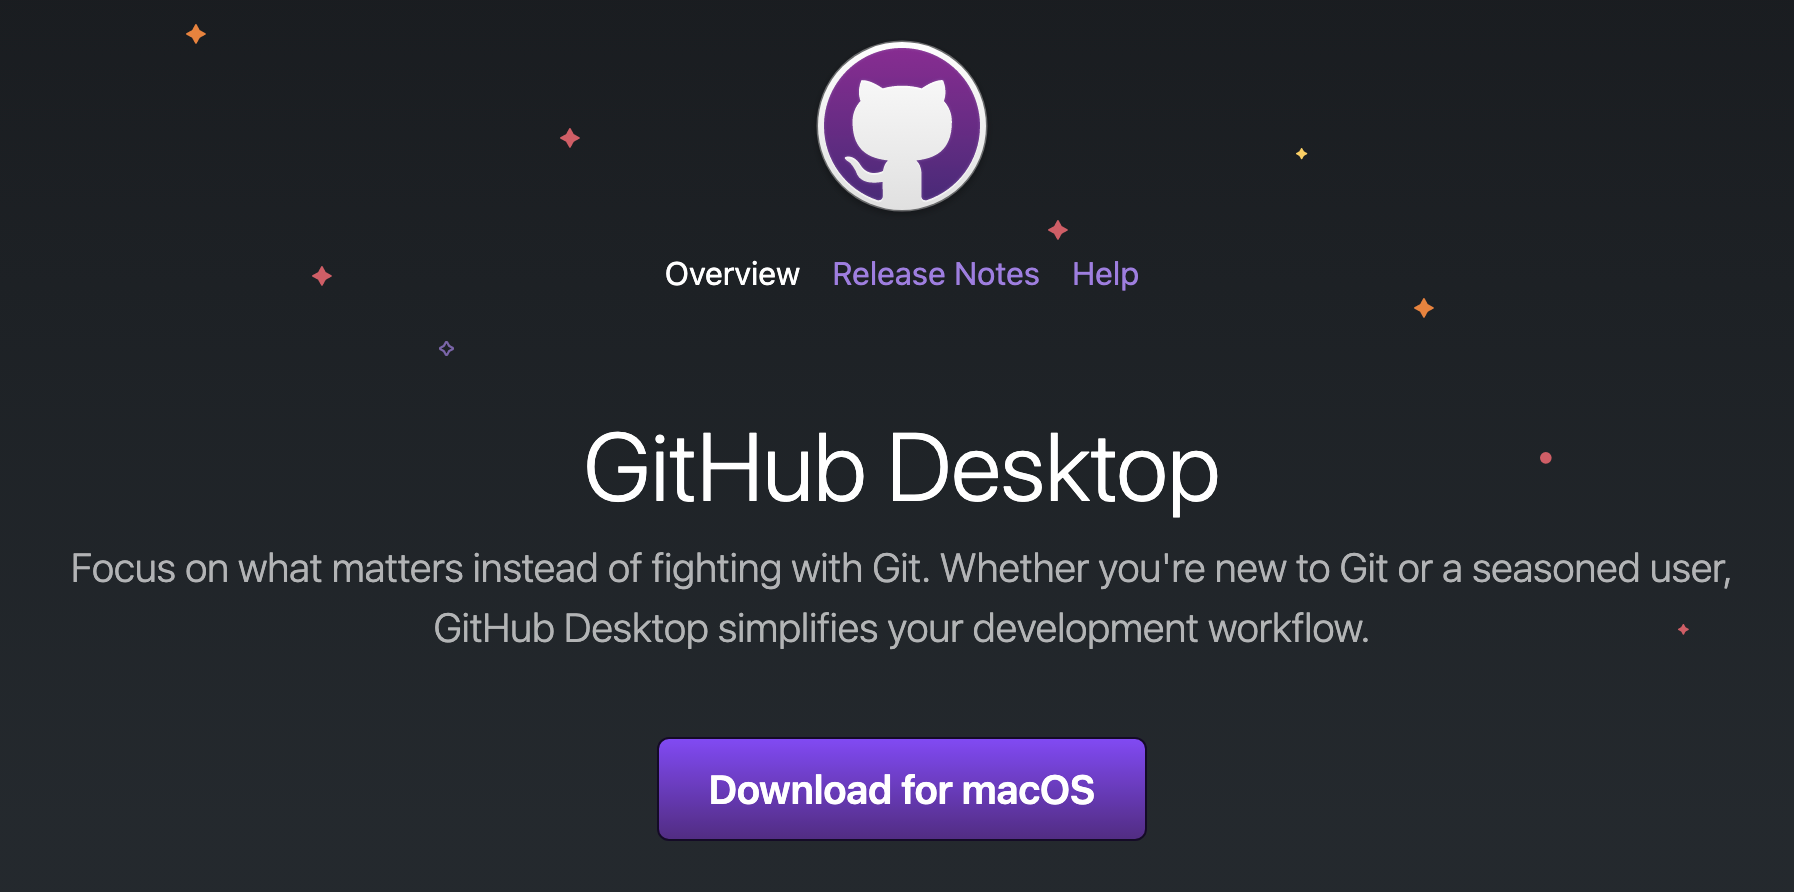 Overview Release Notes Help
GitHub Desktop
Focus on what matters instead of fighting with Git. Whether you're new to Git or a seasoned user,
GitHub Desktop simplifies your development workflow.
Download for macOS